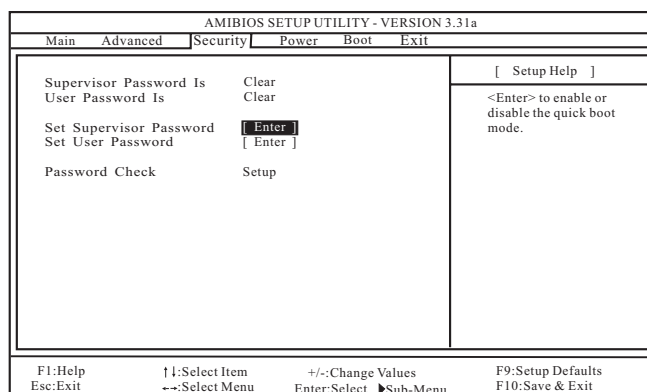 AMIBIOS SETUP UTILITY - VERSION 3.31a
Main Advanced Security Power Boot Exit
Supervisor Password Is Clear
User Password Is Clear
Set Supervisor Password [ Enter ]
Set User Password [ Enter ]
Password Check Setup
[ Setup Help ]
<Enter> to enable or
disable the quick boot
mode.
F1:Help ↑↓:Select Item +/-:Change Values F9:Setup Defaults
Esc:Exit ←→:Select Menu Enter:Select ▶Sub-Menu F10:Save & Exit